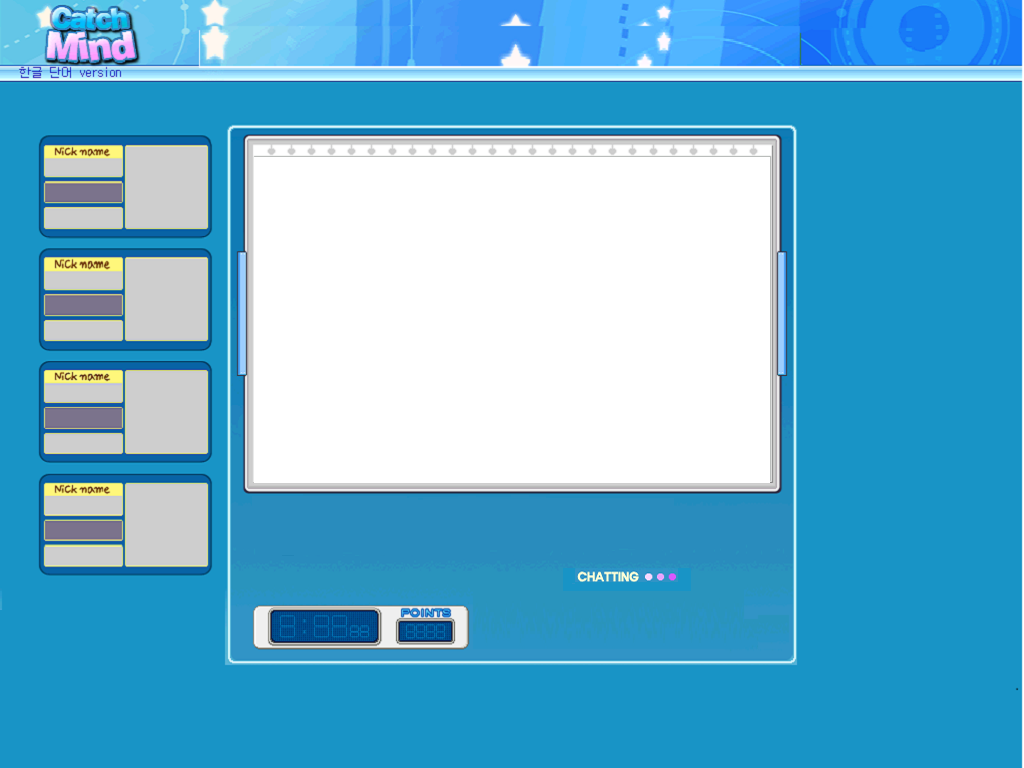 Catch
Mind
한글 단어 version
Nick name
Nick name
Nick name
Nick name
CHATTING
POINTS